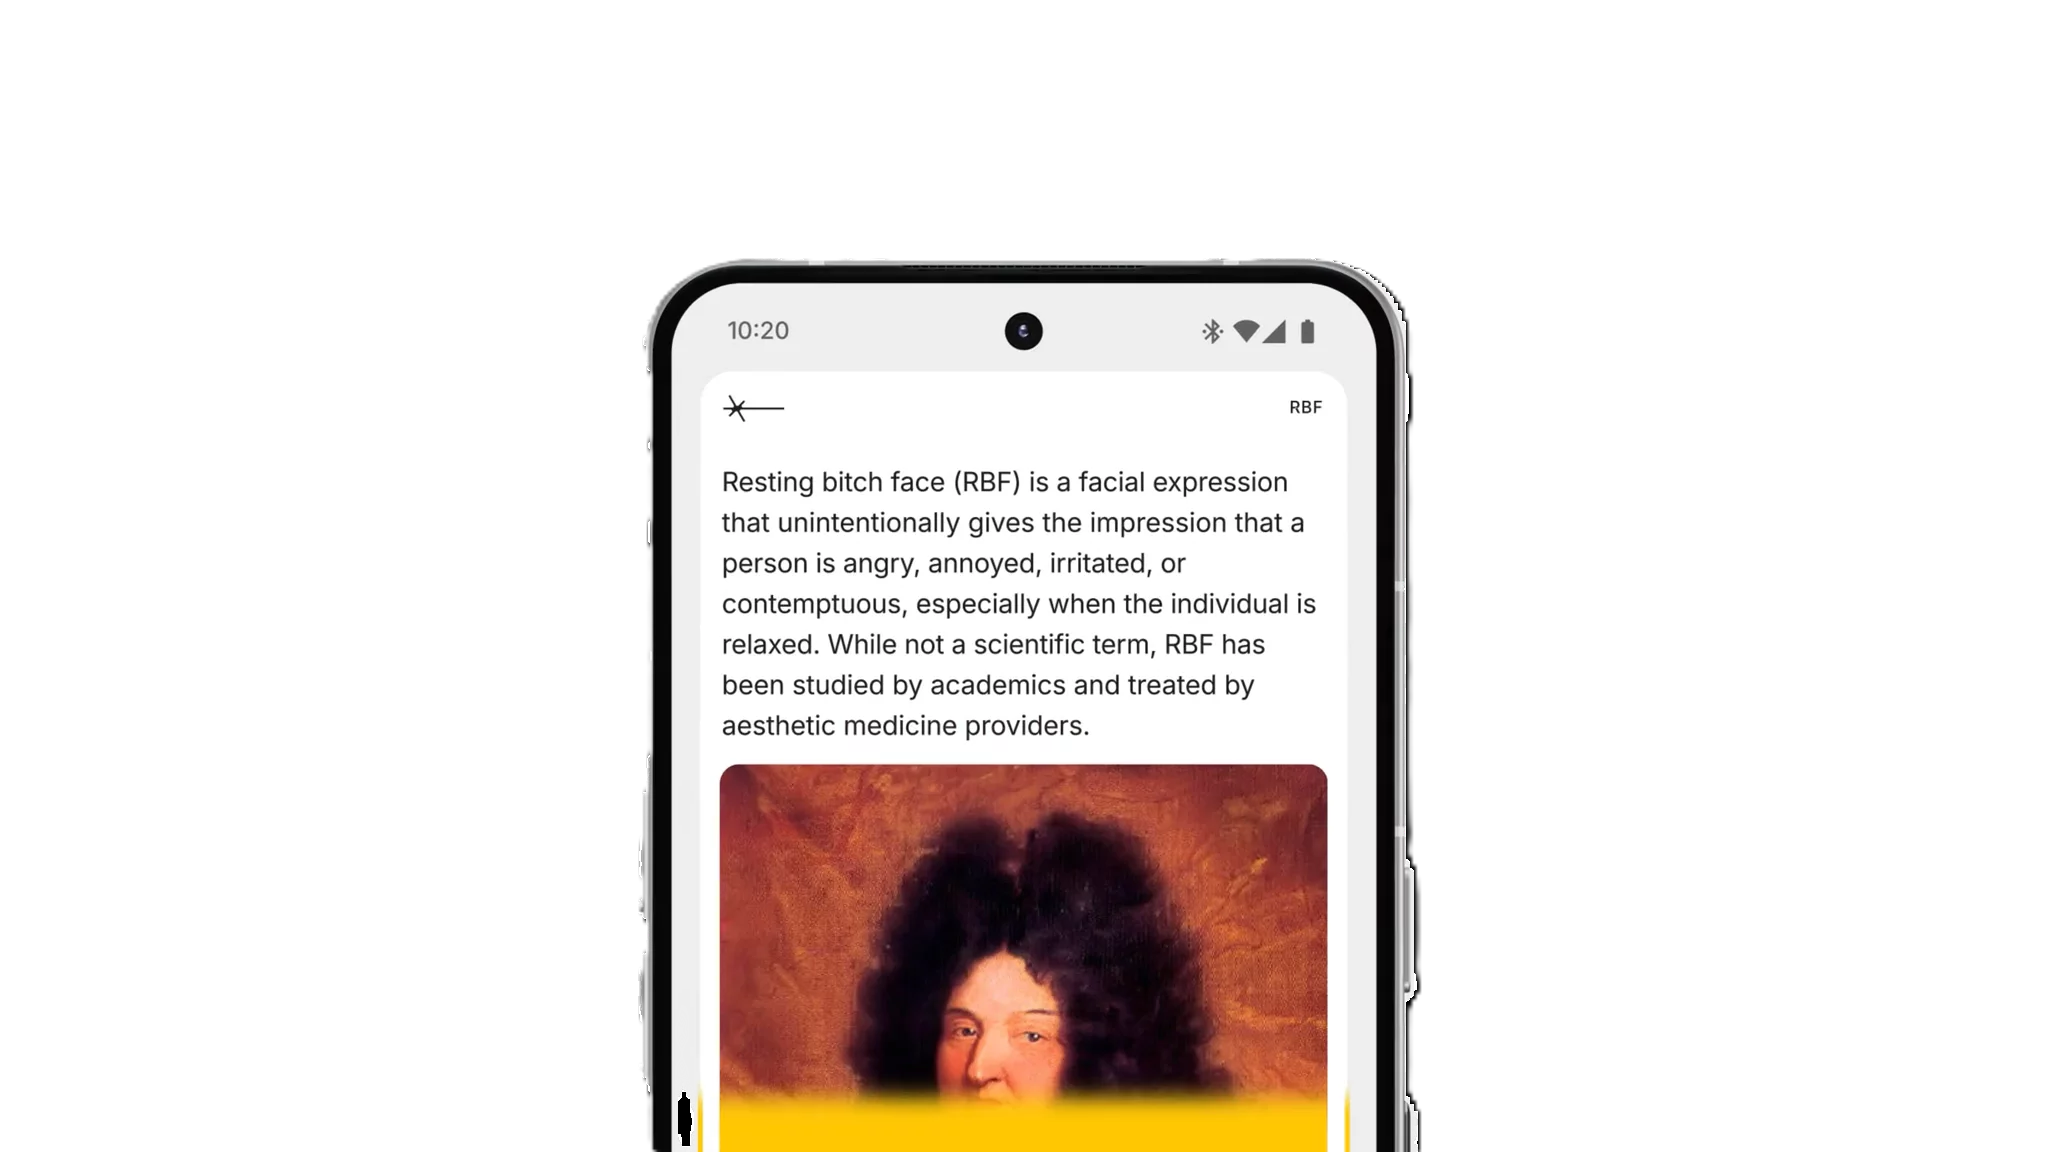 10:20
RBF
Resting bitch face (RBF) is a facial expression
that unintentionally gives the impression that a
person is angry, annoyed, irritated, or
contemptuous, especially when the individual is
relaxed. While not a scientific term, RBF has
been studied by academics and treated by
aesthetic medicine providers.